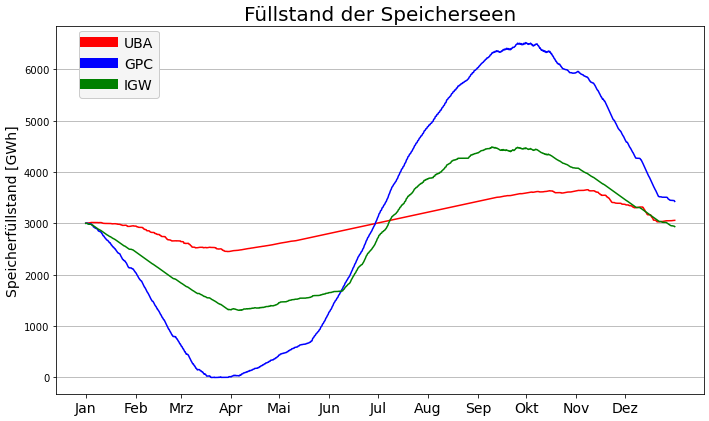 Füllstand der Speicherseen
UBA
GPC
IGW
Speicherfüllstand [GWh]
6000
5000
4000
3000
2000
1000
0
Jan Feb Mrz Apr Mai Jun Jul Aug Sep Okt Nov Dez